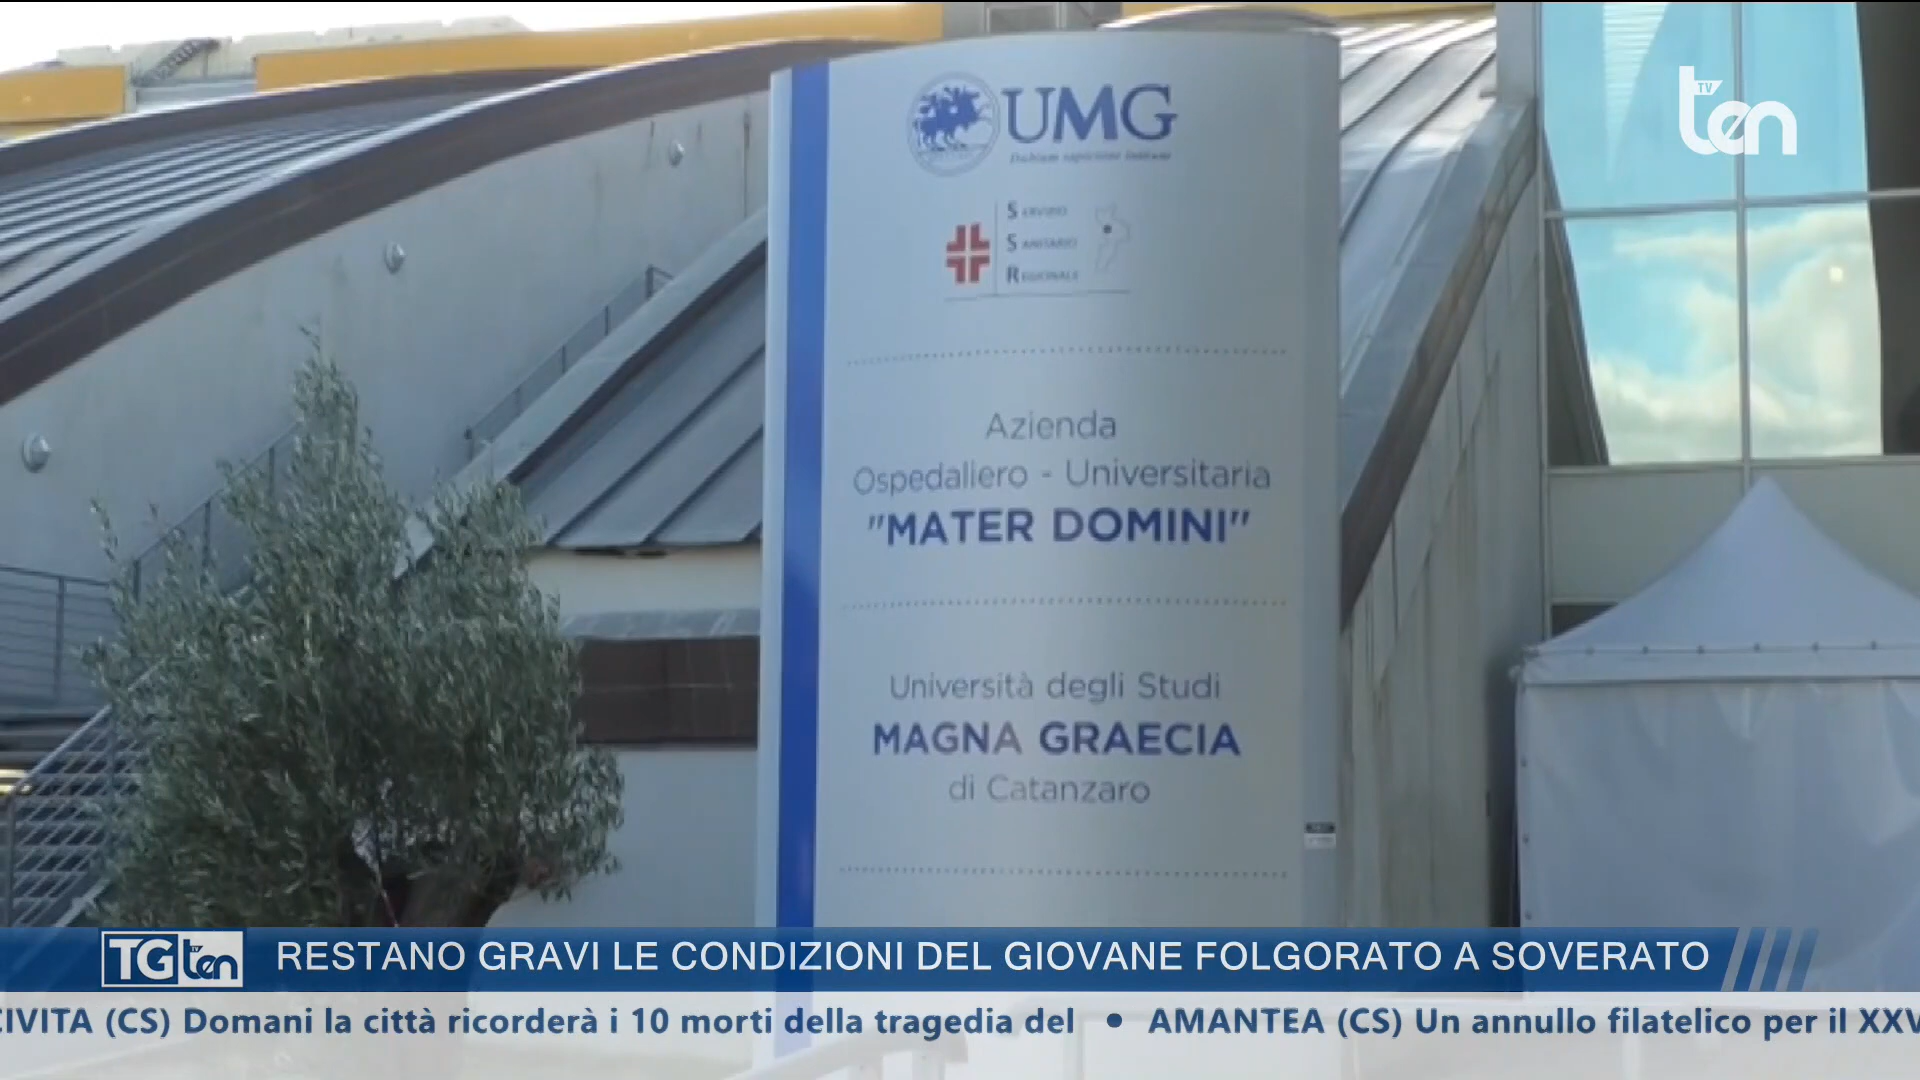 TV
ten
UMG
SERVIZIO
SANITARIO
REGIONALE
Azienda
Ospedaliero - Universitaria
"MATER DOMINI"
Università degli Studi
MAGNA GRAECIA
di Catanzaro
TG TV ten RESTANO GRAVI LE CONDIZIONI DEL GIOVANE FOLGORATO A SOVERATO
CIVITA (CS) Domani la città ricorderà i 10 morti della tragedia del • AMANTEA (CS) Un annullo filatelico per il XXV